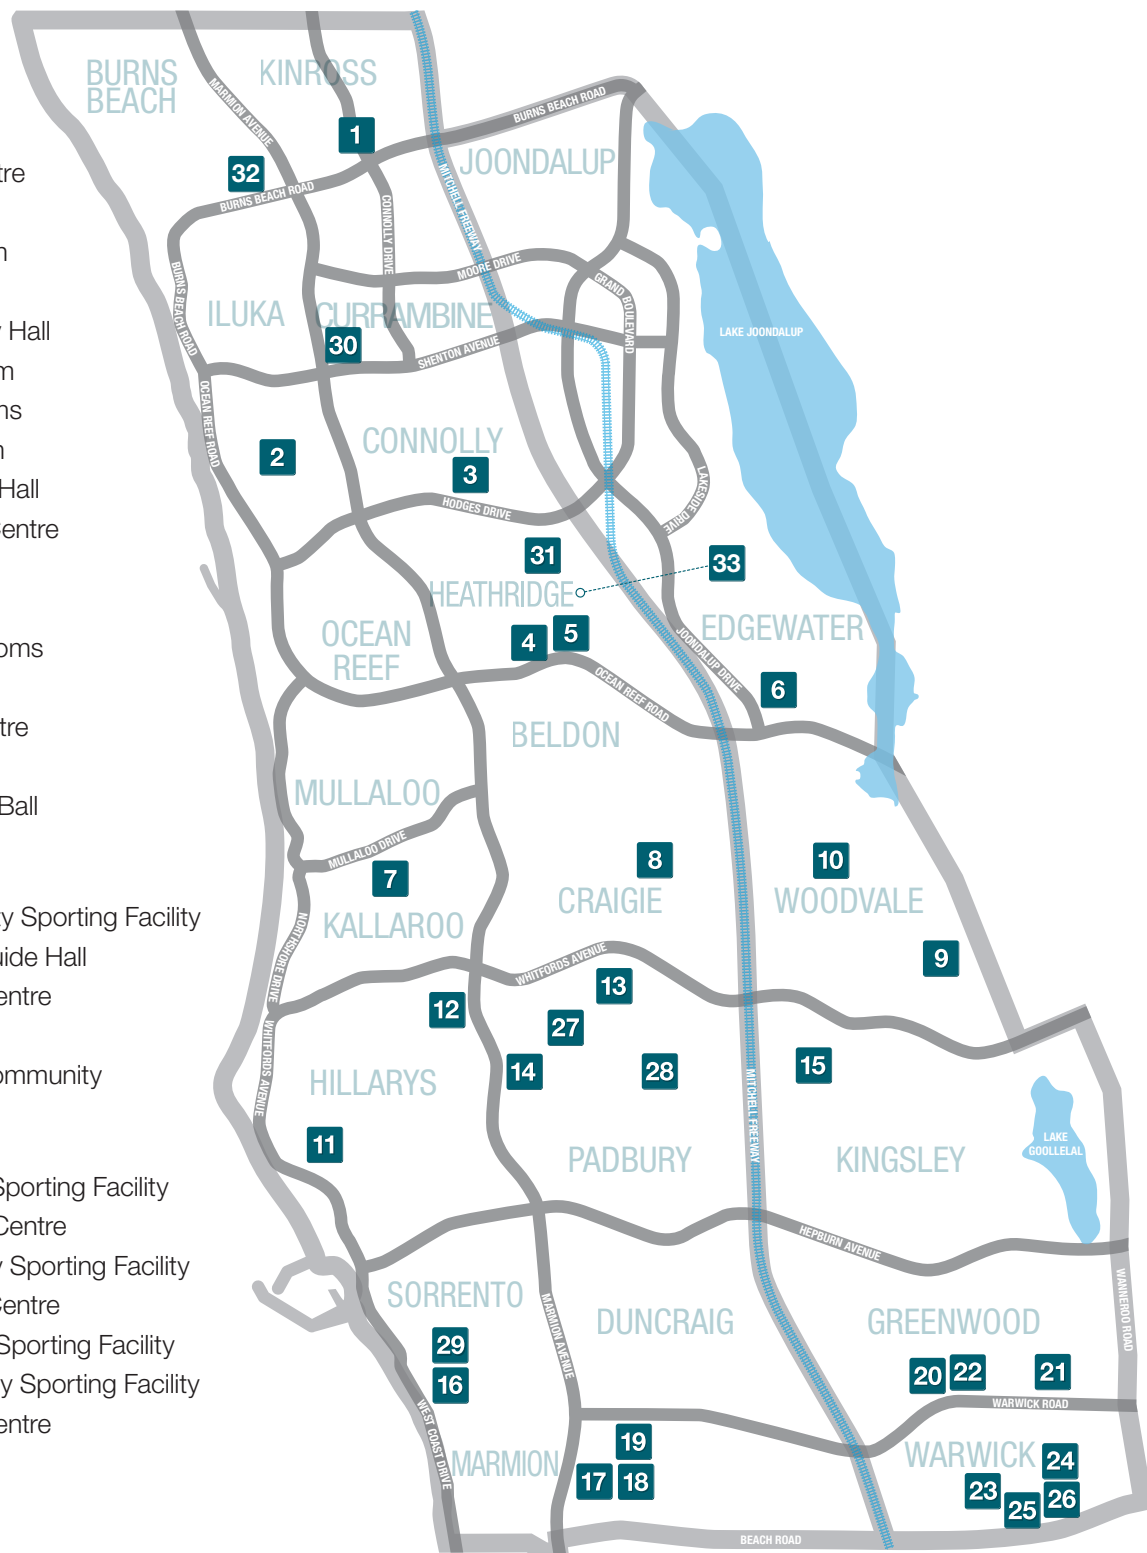 BURNS
BEACH
KINROSS
MARMION AVENUE
1
BURNS BEACH ROAD
JOONDALUP
32
BURNS BEACH ROAD
MITCHELL FREEWAY
CONNOLLY DRIVE
MOORE DRIVE
BURNS BEACH ROAD
ILUKA
CURRAMBINE
GRAND BOULEVARD
LAKE JOONDALUP
30
SHENTON AVENUE
OCEAN REEF ROAD
2
CONNOLLY
3
HODGES DRIVE
LAKESIDE DRIVE
31
33
HEATHRIDGE
OCEAN
REEF
4
5
EDGEWATER
JOONDALUP DRIVE
OCEAN REEF ROAD
6
BELDON
MULLALOO
MULLALOO DRIVE
7
8
10
KALLAROO
CRAIGIE
WOODVALE
NORTHSHORE DRIVE
WHITFORDS AVENUE
9
13
12
27
WHITFORDS AVENUE
HILLARYS
14
28
15
MITCHELL FREEWAY
11
PADBURY
KINGSLEY
LAKE
GOOLLELAL
HEPBURN AVENUE
SORRENTO
MARMION AVENUE
DUNCRAIG
GREENWOOD
WANNEROO ROAD
29
16
20
22
21
WARWICK ROAD
WEST COAST DRIVE
MARMION
19
17
18
WARWICK
24
23
25
26
BEACH ROAD
tre
n
y Hall
m
ns
n
Hall
Centre
oms
tre
Ball
ty Sporting Facility
uide Hall
entre
ommunity
Sporting Facility
Centre
y Sporting Facility
Centre
Sporting Facility
y Sporting Facility
entre